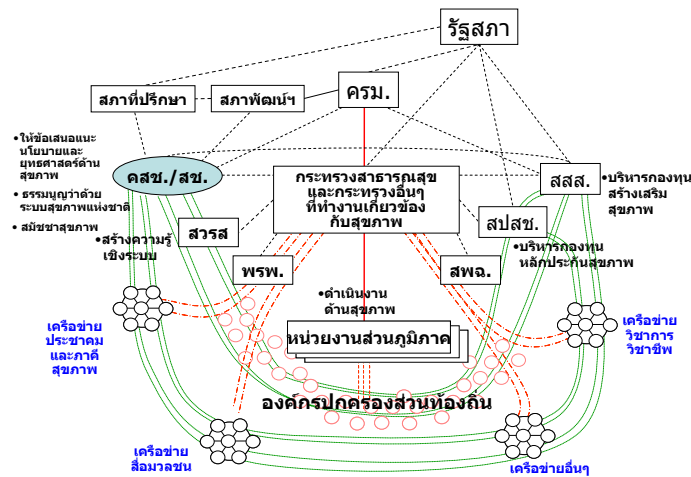 รัฐสภา
ครม.
สภาที่ปรึกษา
สภาพัฒน์ฯ
•ให้ข้อเสนอแนะ
นโยบายและ
ยุทธศาสตร์ด้าน
สุขภาพ
• ธรรมนูญว่าด้วย
ระบบสุขภาพแห่งชาติ
• สมัชชาสุขภาพ
คสช./สช.
กระทรวงสาธารณสุข
และกระทรวงอื่นๆ
ที่ทำงานเกี่ยวข้อง
กับสุขภาพ
สสส.
•บริหารกองทุน
สร้างเสริม
สุขภาพ
สวรส
•สร้างความรู้
เชิงระบบ
สปสช.
•บริหารกองทุน
หลักประกันสุขภาพ
พรพ.
สพฉ.
•ดำเนินงาน
ด้านสุขภาพ
หน่วยงานส่วนภูมิภาค
องค์กรปกครองส่วนท้องถิ่น
เครือข่าย
ประชาคม
และภาคี
สุขภาพ
เครือข่าย
วิชาการ
วิชาชีพ
เครือข่าย
สื่อมวลชน
เครือข่ายอื่นๆ